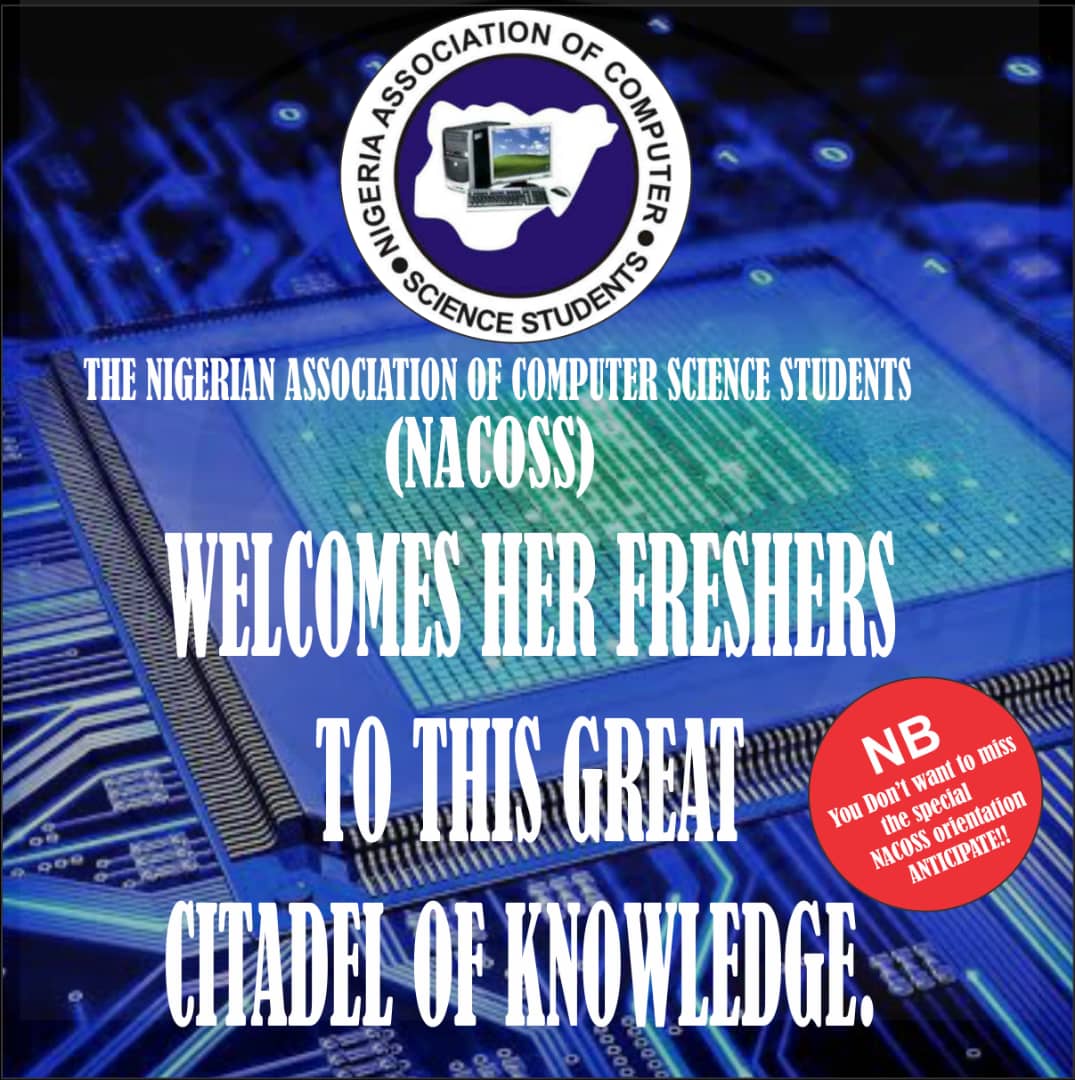 NIGERIA ASSOCIATION OF COMPUTER
SCIENCE STUDENTS
THE NIGERIAN ASSOCIATION OF COMPUTER SCIENCE STUDENTS
(NACOSS)
WELCOMES HER FRESHERS
TO THIS GREAT
CITADEL OF KNOWLEDGE.
NB
You Don't want to miss
the special
NACOSS orientation
ANTICIPATE!!